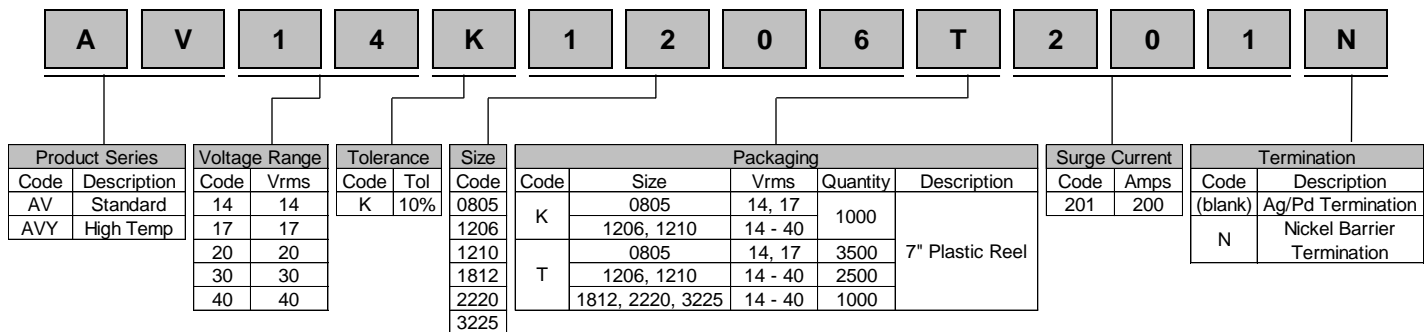 A V 1 4 K 1 2 0 6 T 2 0 1 N
Product Series
Code Description
AV Standard
AVY High Temp
Voltage Range
Code Vrms
14 14
17 17
20 20
30 30
40 40
Tolerance
Code Tol
K 10%
Size
Code
0805
1206
1210
1812
2220
3225
Packaging
Code Size Vrms Quantity Description
K 0805 14, 17 1000 7" Plastic Reel
1206, 1210 14 - 40
T 0805 14, 17 3500
1206, 1210 14 - 40 2500
1812, 2220, 3225 14 - 40 1000
Surge Current
Code Amps
201 200
Termination
Code Description
(blank) Ag/Pd Termination
N Nickel Barrier
Termination